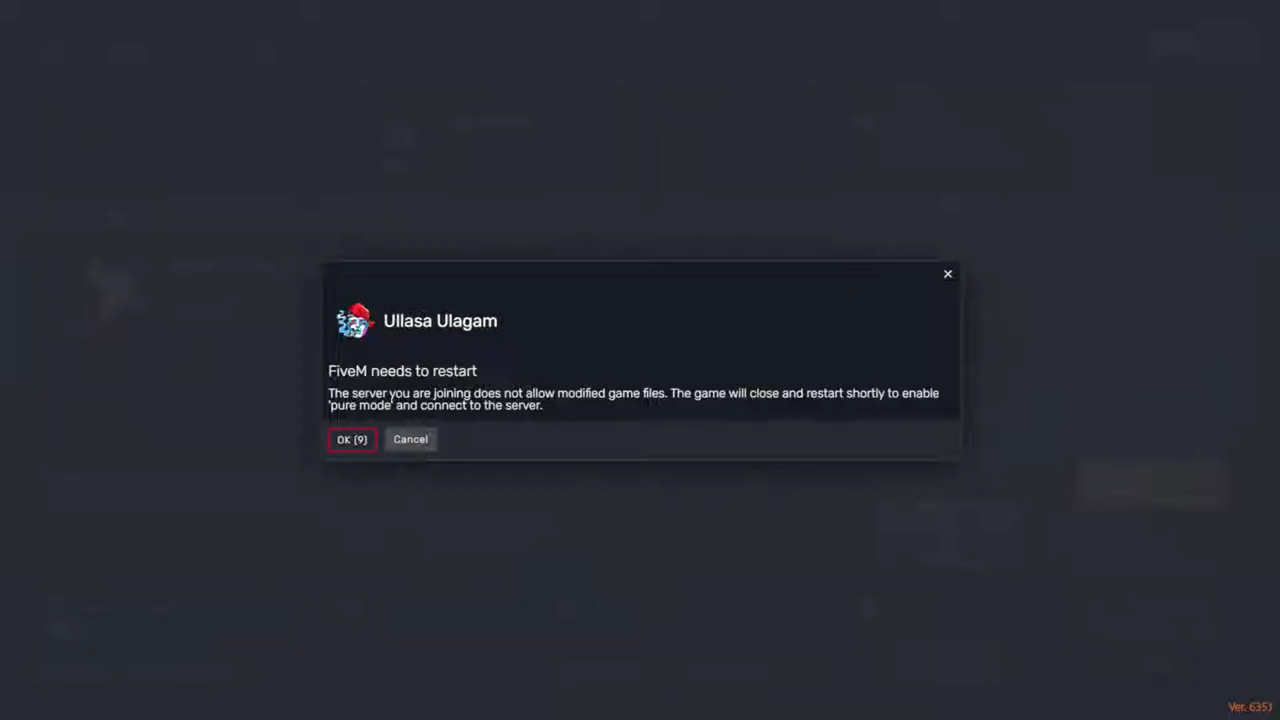 Ullasa Ulagam
FiveM needs to restart
The server you are joining does not allow modified game files. The game will close and restart shortly to enable
'pure mode' and connect to the server.
OK (9)
Cancel
Ver. 6353